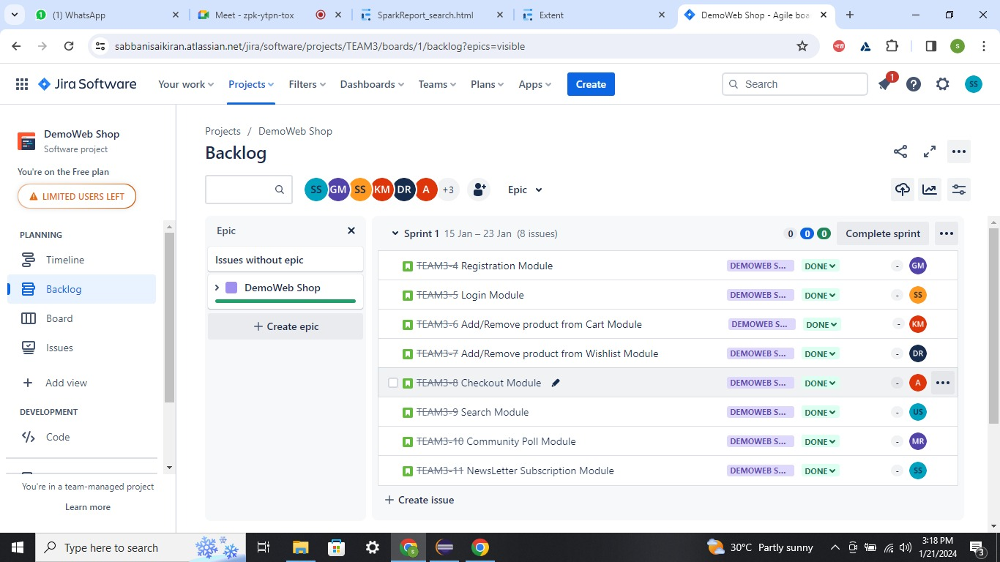 (1) WhatsApp
Meet - zpk-ytpn-tox
SparkReport_search.html
Extent
DemoWeb Shop - Agile boa
sabbanisaikiran.atlassian.net/jira/software/projects/TEAM3/boards/1/backlog?epics=visible
S
Jira Software
Your work
Projects
Filters
Dashboards
Teams
Plans
Apps
Create
Search
1
SS
DemoWeb Shop
Software project
You're on the Free plan
LIMITED USERS LEFT
PLANNING
Timeline
Backlog
Board
Issues
Add view
DEVELOPMENT
Code
You're in a team-managed project
Learn more
Projects / DemoWeb Shop
Backlog
SS GM SS KM DR A +3
Epic
Epic
Issues without epic
DemoWeb Shop
+ Create epic
Sprint 1 15 Jan – 23 Jan (8 issues) 0 0 0 Complete sprint
TEAM3-4 Registration Module DEMOWEB S... DONE - GM
TEAM3-5 Login Module DEMOWEB S... DONE - SS
TEAM3-6 Add/Remove product from Cart Module DEMOWEB S... DONE - KM
TEAM3-7 Add/Remove product from Wishlist Module DEMOWEB S... DONE - DR
TEAM3-8 Checkout Module DEMOWEB S... DONE - A
TEAM3-9 Search Module DEMOWEB S... DONE - US
TEAM3-10 Community Poll Module DEMOWEB S... DONE - MR
TEAM3-11 NewsLetter Subscription Module DEMOWEB S... DONE - SS
+ Create issue
Type here to search
30°C Partly sunny
3:18 PM
1/21/2024
3